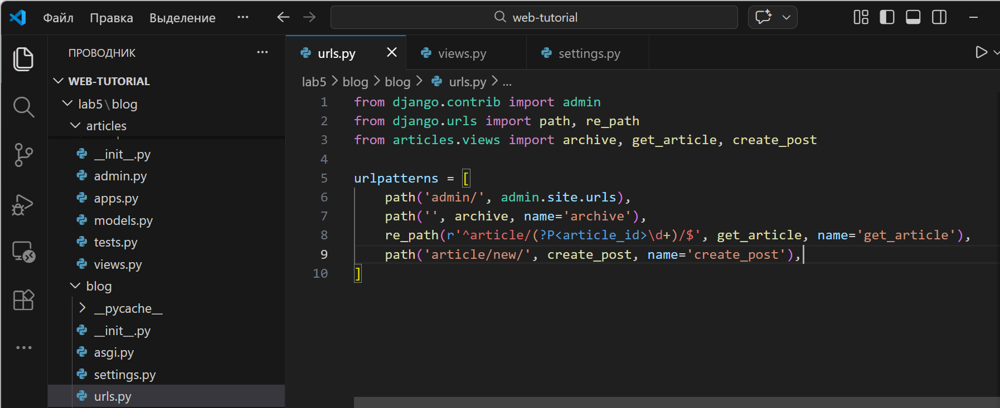 Файл Правка Выделение ··· web-tutorial
ПРОВОДНИК ···
WEB-TUTORIAL
lab5\blog
articles
__init__.py
admin.py
apps.py
models.py
tests.py
views.py
blog
__pycache__
__init__.py
asgi.py
settings.py
urls.py
urls.py views.py settings.py
lab5 > blog > blog > urls.py > ...
1 from django.contrib import admin
2 from django.urls import path, re_path
3 from articles.views import archive, get_article, create_post
4
5 urlpatterns = [
6 path('admin/', admin.site.urls),
7 path('', archive, name='archive'),
8 re_path(r'^article/(?P<article_id>\d+)/$', get_article, name='get_article'),
9 path('article/new/', create_post, name='create_post'),
10 ]